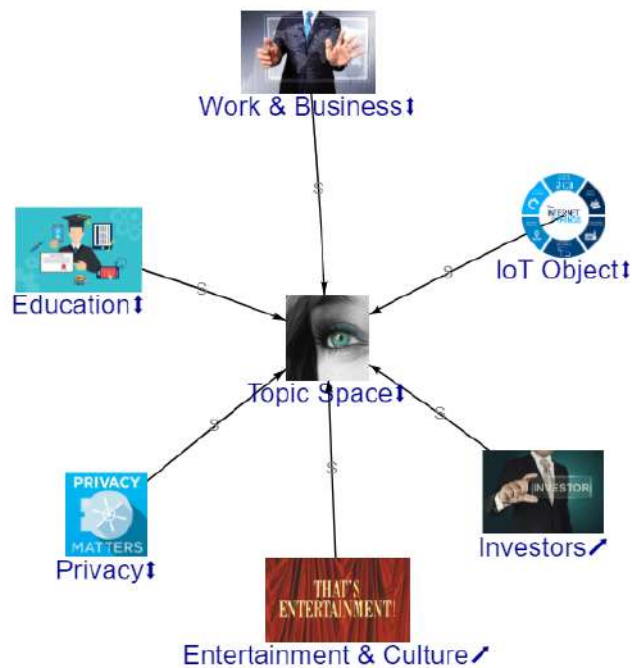 Work & Business⬍
S
IoT Object⬍
S
Education⬍
S
Topic Space⬍
S
PRIVACY
MATTERS
Privacy⬍
S
INVESTOR
Investors⬈
S
THAT'S
ENTERTAINMENT!
Entertainment & Culture⬈